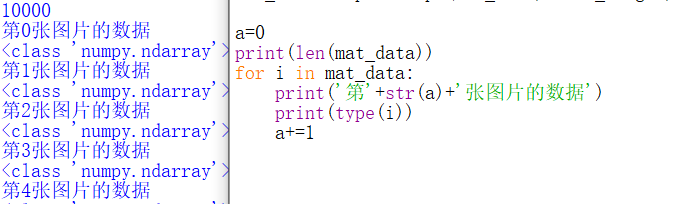 10000
第0张图片的数据
<class 'numpy.ndarray'>
第1张图片的数据
<class 'numpy.ndarray'>
第2张图片的数据
<class 'numpy.ndarray'>
第3张图片的数据
<class 'numpy.ndarray'>
第4张图片的数据
a=0
print(len(mat_data))
for i in mat_data:
    print('第'+str(a)+'张图片的数据')
    print(type(i))
    a+=1